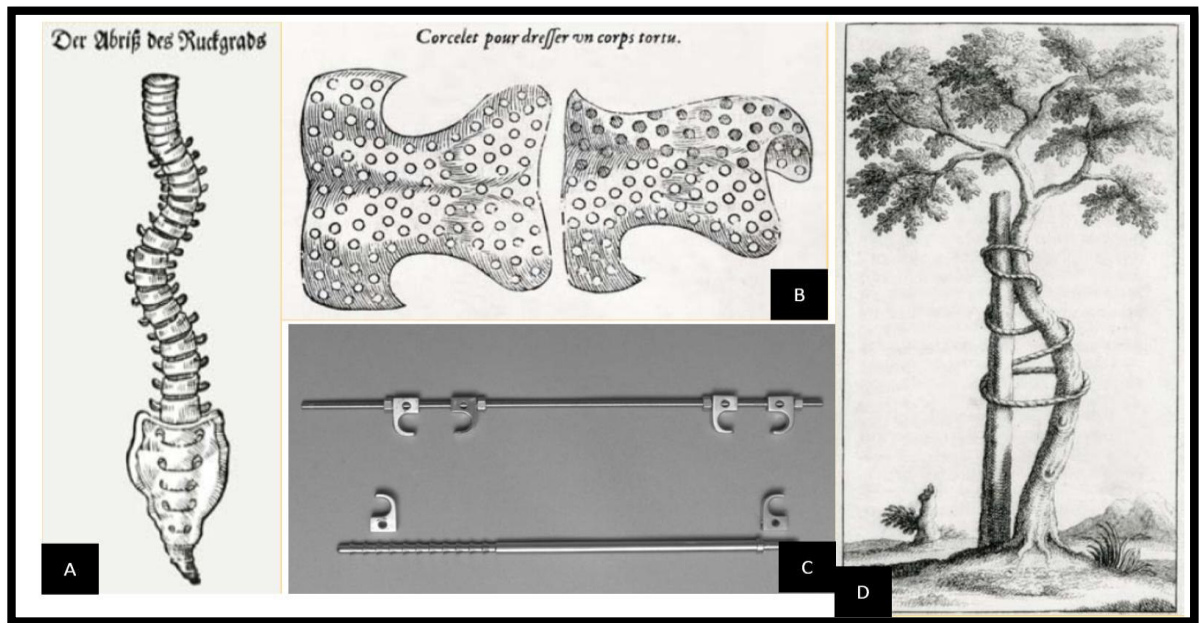 Der Abriß des Ruckgrads
Corcelet pour dreſſer vn corps tortu.
A
B
C
D